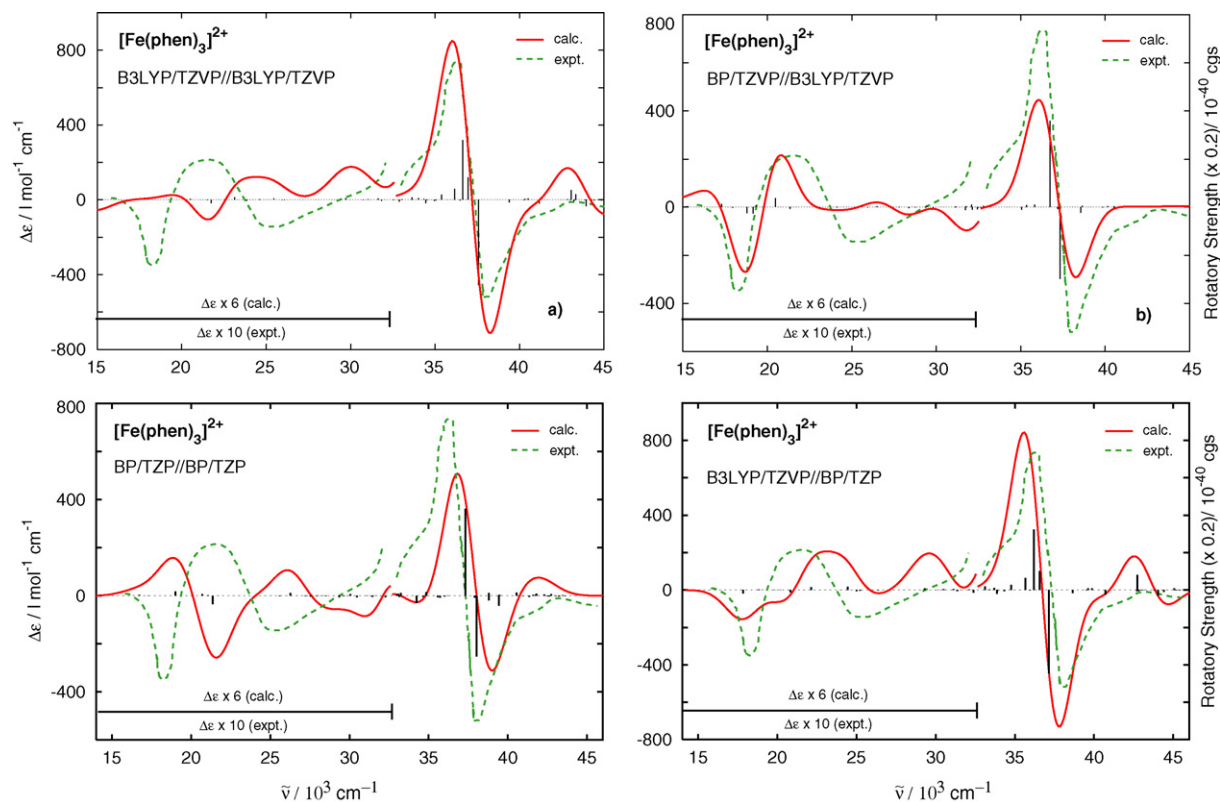 [Fe(phen)3]2+
B3LYP/TZVP//B3LYP/TZVP
calc.
expt.
800
400
0
-400
-800
Δε / l mol-1 cm-1
a)
Δε x 6 (calc.)
Δε x 10 (expt.)
15 20 25 30 35 40 45
[Fe(phen)3]2+
BP/TZVP//B3LYP/TZVP
calc.
expt.
800
400
0
-400
b)
Δε x 6 (calc.)
Δε x 10 (expt.)
15 20 25 30 35 40 45
Rotatory Strength (x 0.2)/ 10-40 cgs
[Fe(phen)3]2+
BP/TZP//BP/TZP
calc.
expt.
800
400
0
-400
Δε / l mol-1 cm-1
Δε x 6 (calc.)
Δε x 10 (expt.)
15 20 25 30 35 40 45
ν̃ / 103 cm−1
[Fe(phen)3]2+
B3LYP/TZVP//BP/TZP
calc.
expt.
800
400
0
-400
-800
Δε x 6 (calc.)
Δε x 10 (expt.)
15 20 25 30 35 40 45
ν̃ / 103 cm−1
Rotatory Strength (x 0.2)/ 10-40 cgs